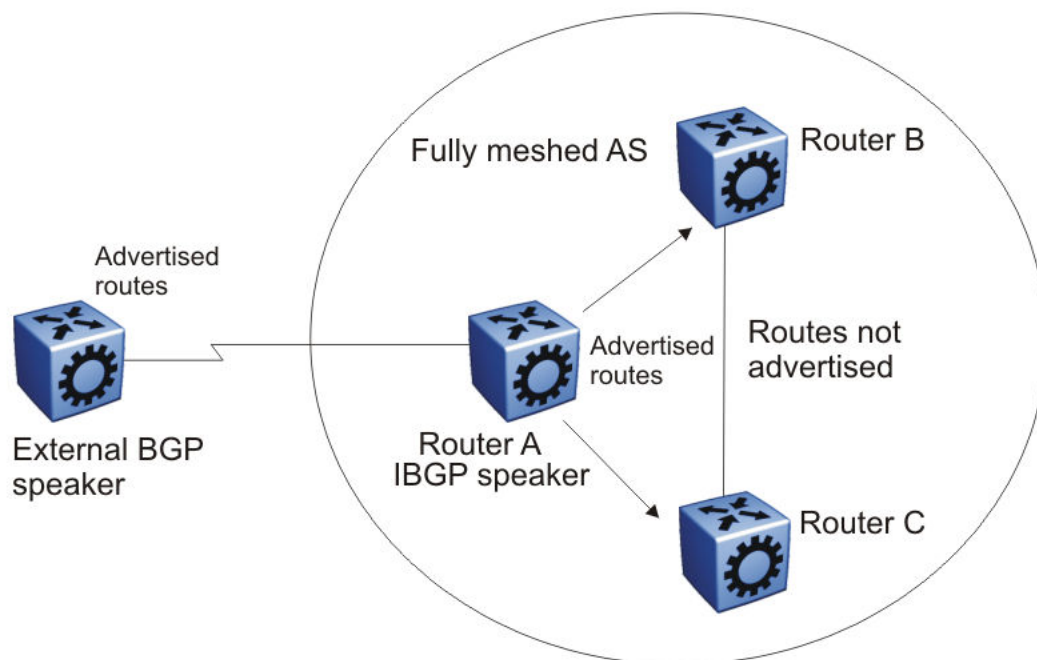 Fully meshed AS
Router B
Advertised
routes
External BGP
speaker
Router A
IBGP speaker
Advertised
routes
Routes not
advertised
Router C